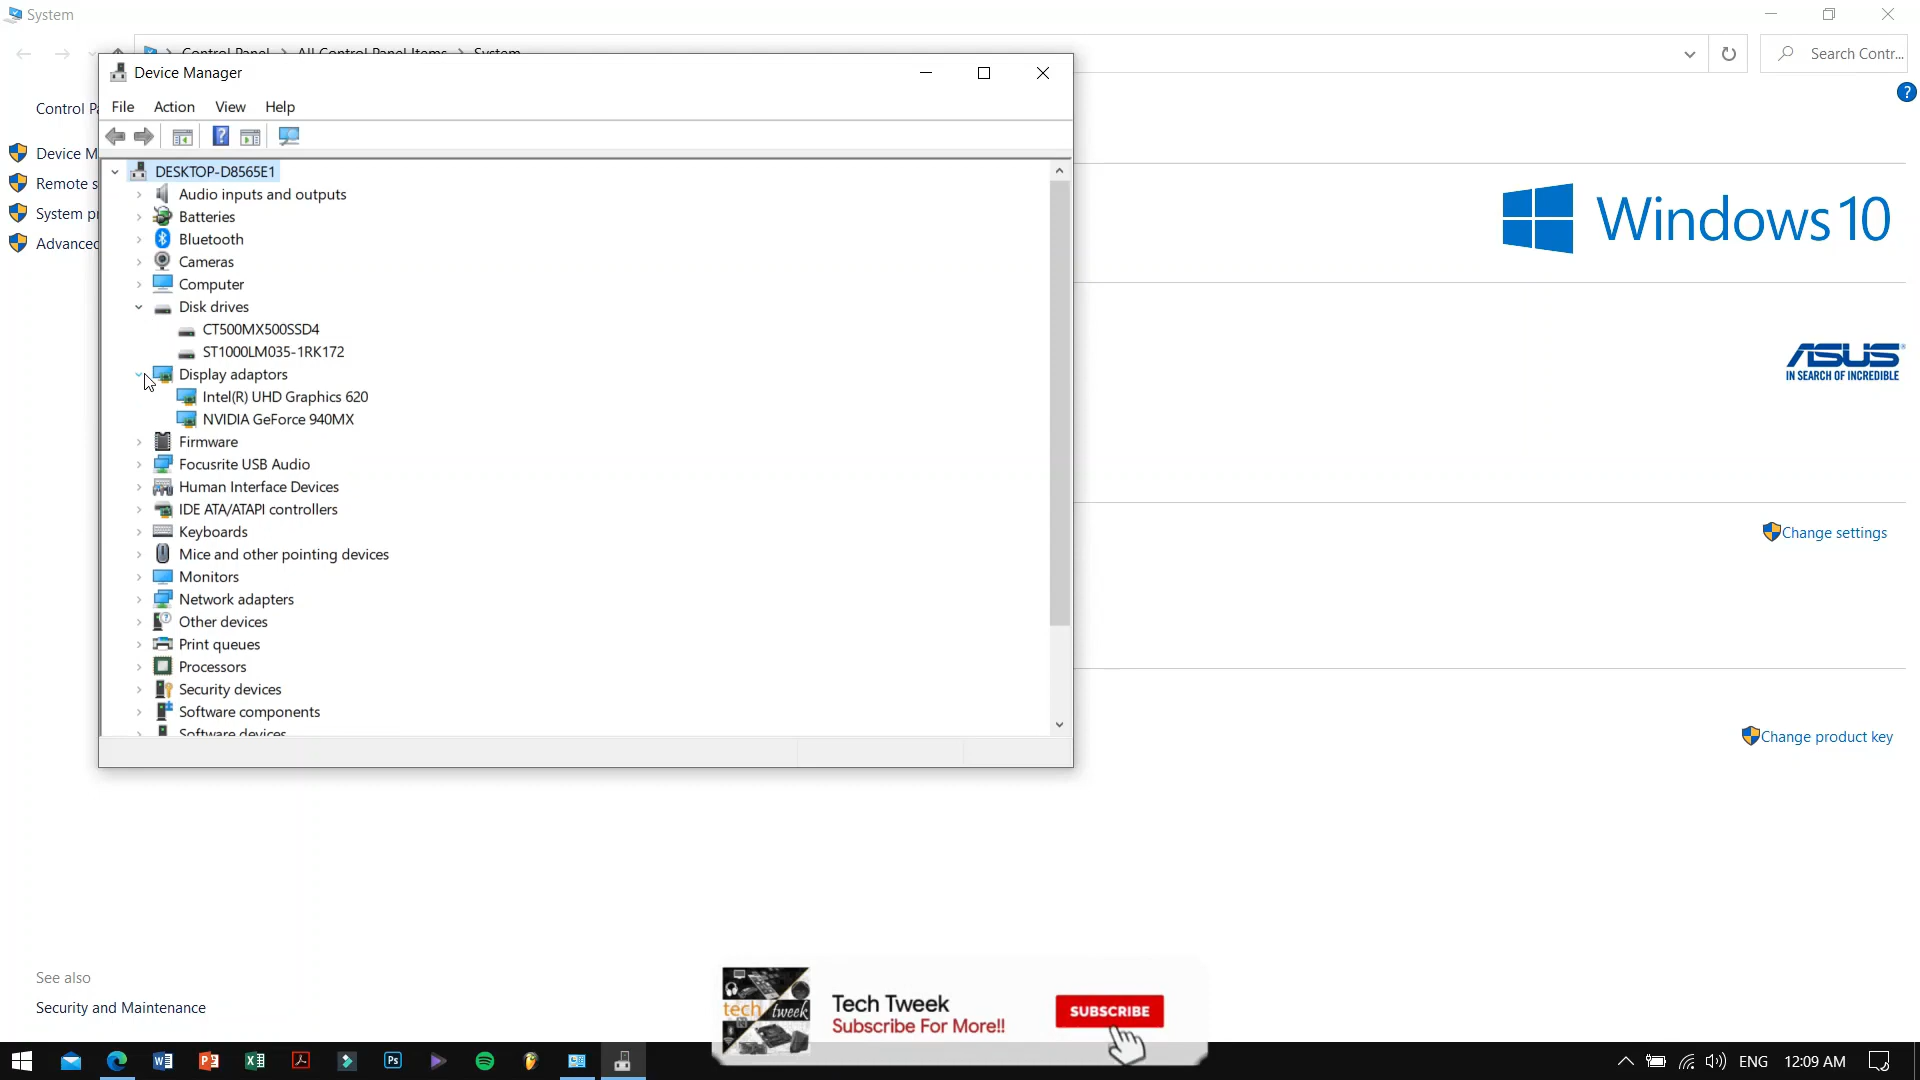 System
Control Panel > All Control Panel Items > System
Search Contr...
Device Manager
File Action View Help
DESKTOP-D8565E1
Audio inputs and outputs
Batteries
Bluetooth
Cameras
Computer
Disk drives
CT500MX500SSD4
ST1000LM035-1RK172
Display adaptors
Intel(R) UHD Graphics 620
NVIDIA GeForce 940MX
Firmware
Focusrite USB Audio
Human Interface Devices
IDE ATA/ATAPI controllers
Keyboards
Mice and other pointing devices
Monitors
Network adapters
Other devices
Print queues
Processors
Security devices
Software components
Software devices
Control Pa
Device M
Remote s
System pr
Advanced
Windows 10
ASUS
IN SEARCH OF INCREDIBLE
Change settings
Change product key
See also
Security and Maintenance
tech tweek
Tech Tweek
Subscribe For More!!
SUBSCRIBE
Ps
ENG
12:09 AM